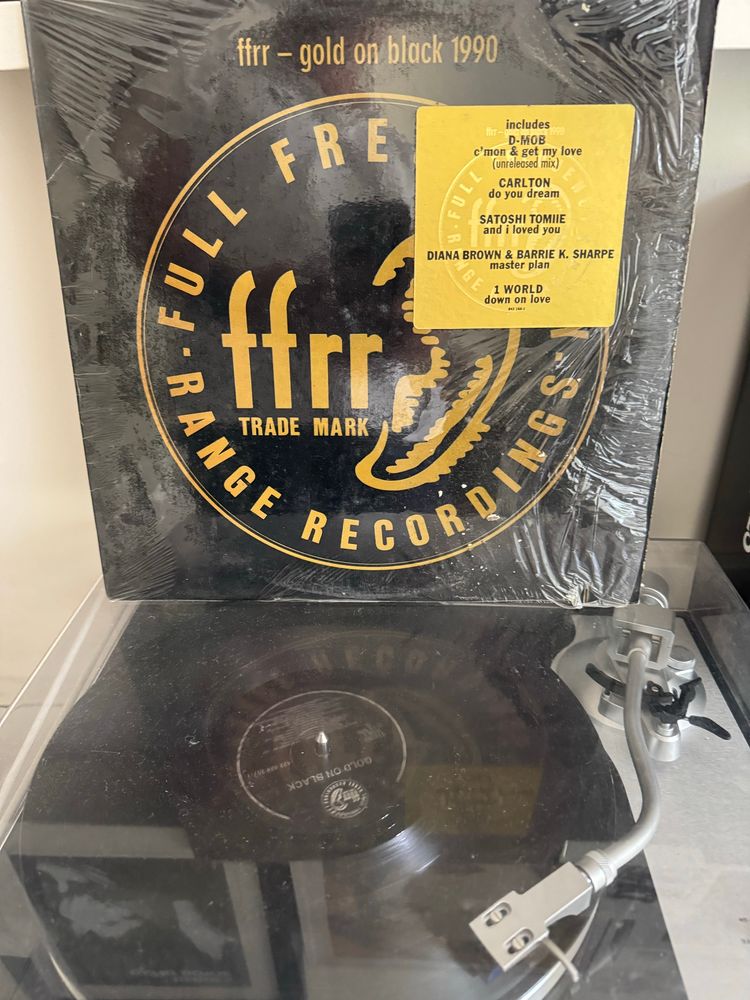 ffrr – gold on black 1990
FULL FRE
RANGE RECORDINGS
ffrr
TRADE MARK
includes
D-MOB
c'mon & get my love
(unreleased mix)
CARLTON
do you dream
SATOSHI TOMIIE
and i loved you
DIANA BROWN & BARRIE K. SHARPE
master plan
1 WORLD
down on love
GOLD ON BLACK